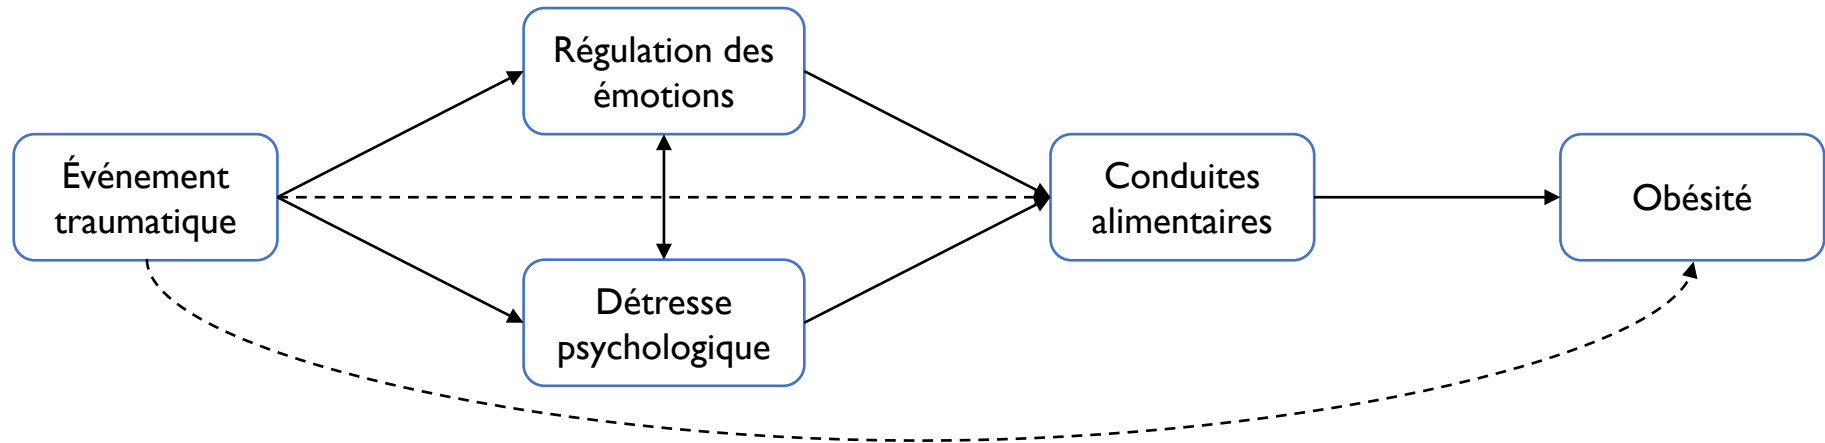 Événement
traumatique
Régulation des
émotions
Détresse
psychologique
Conduites
alimentaires
Obésité